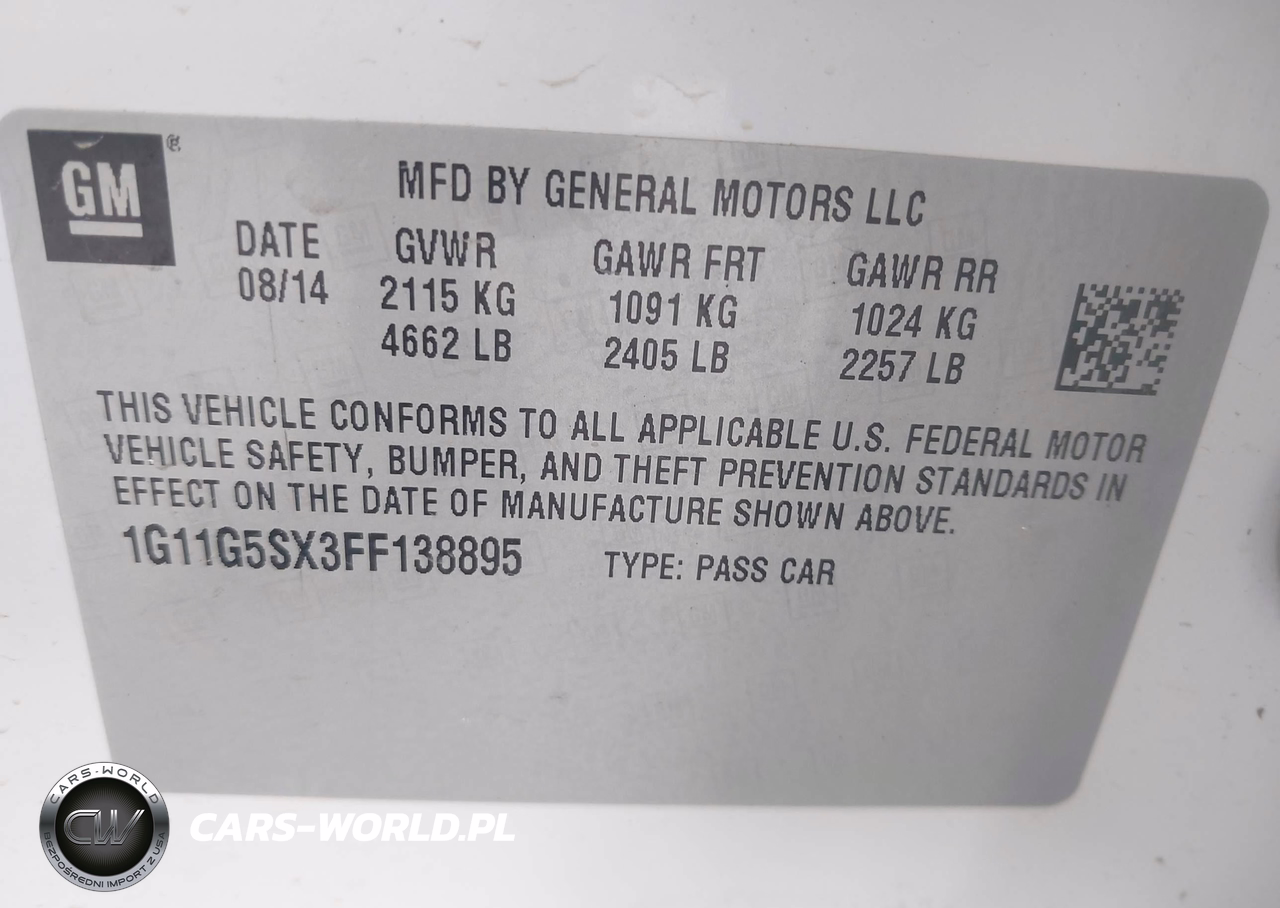 GM ®
MFD BY GENERAL MOTORS LLC
DATE GVWR GAWR FRT GAWR RR
08/14 2115 KG 1091 KG 1024 KG
4662 LB 2405 LB 2257 LB
THIS VEHICLE CONFORMS TO ALL APPLICABLE U.S. FEDERAL MOTOR
VEHICLE SAFETY, BUMPER, AND THEFT PREVENTION STANDARDS IN
EFFECT ON THE DATE OF MANUFACTURE SHOWN ABOVE.
1G11G5SX3FF138895 TYPE: PASS CAR
CARS-WORLD
CW
BEZPOŚREDNI IMPORT Z USA
CARS-WORLD.PL